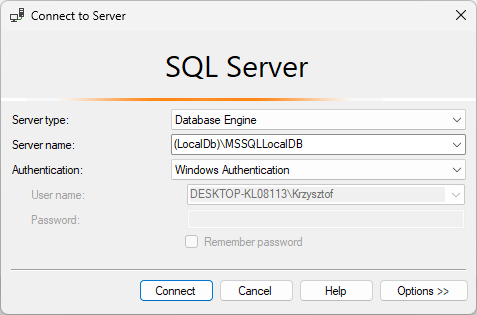 Connect to Server
SQL Server
Server type: Database Engine
Server name: (LocalDb)\MSSQLLocalDB
Authentication: Windows Authentication
User name: DESKTOP-KL08113\Krzysztof
Password:
Remember password
Connect Cancel Help Options >>